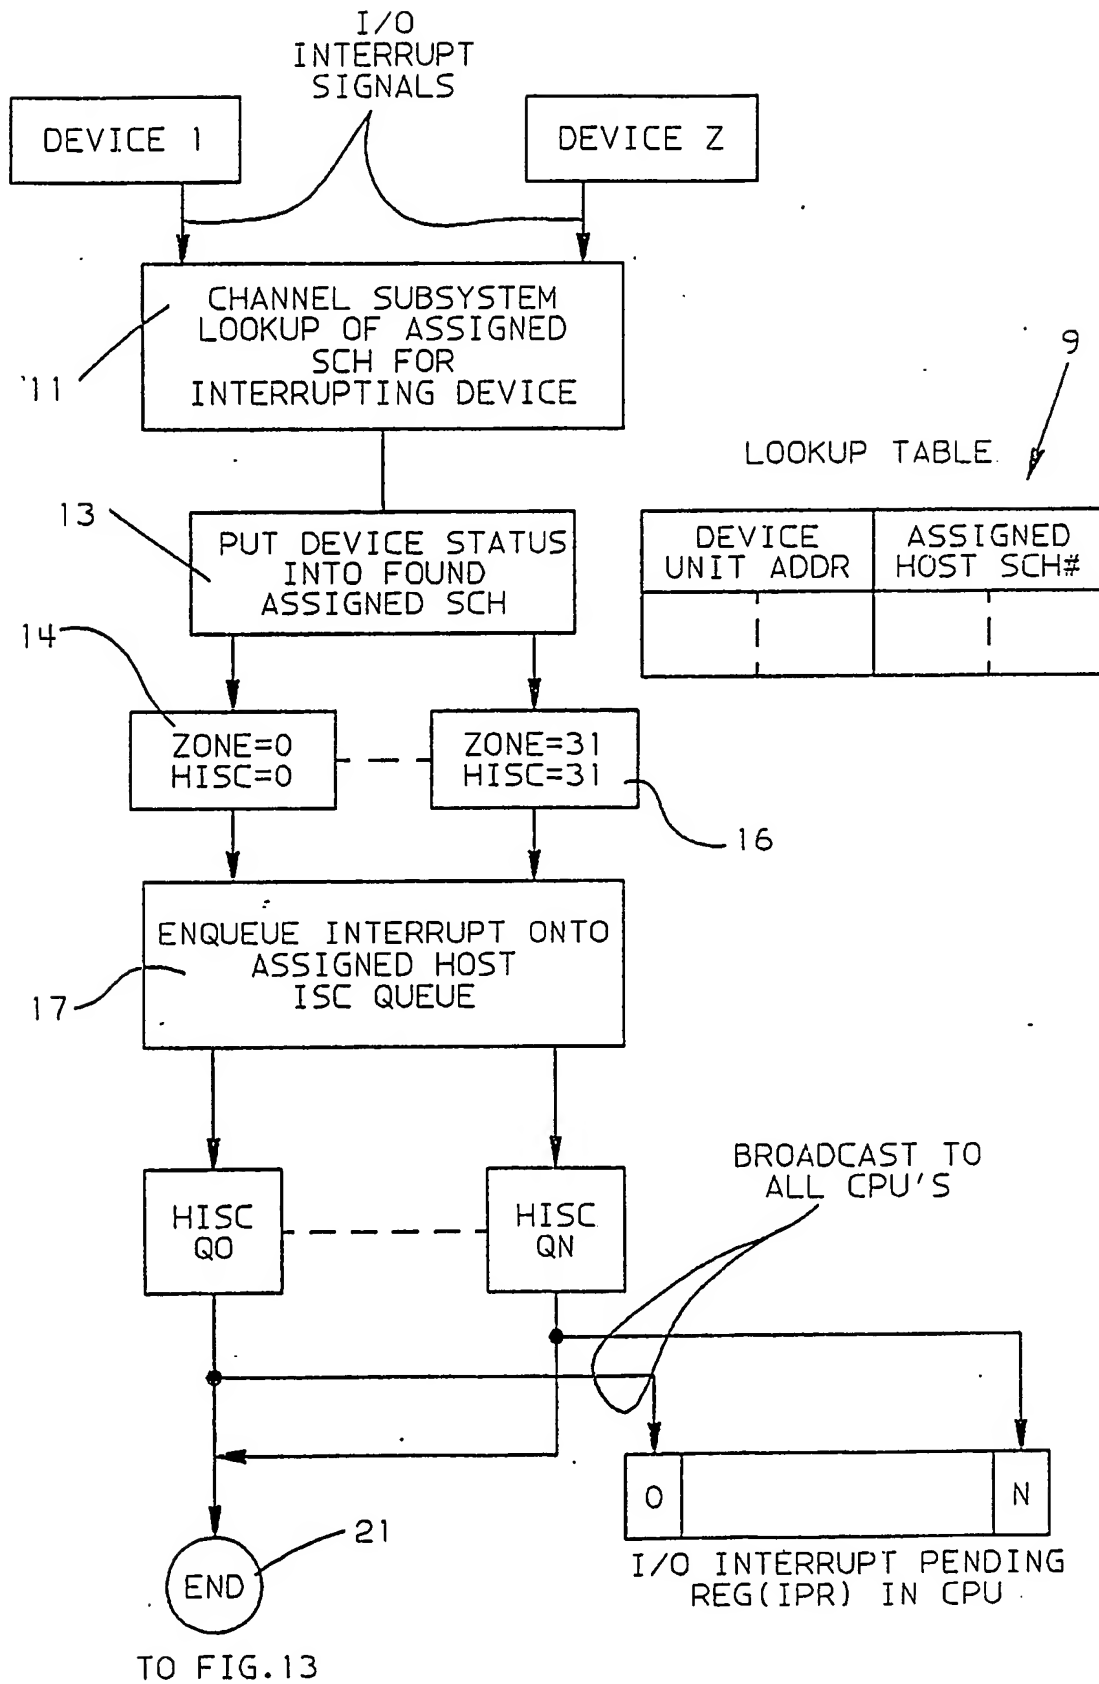 I/O
INTERRUPT
SIGNALS
DEVICE 1
DEVICE Z
CHANNEL SUBSYSTEM
LOOKUP OF ASSIGNED
SCH FOR
INTERRUPTING DEVICE
11
9
LOOKUP TABLE
DEVICE
UNIT ADDR
ASSIGNED
HOST SCH#
13
PUT DEVICE STATUS
INTO FOUND
ASSIGNED SCH
14
ZONE=0
HISC=0
ZONE=31
HISC=31
16
ENQUEUE INTERRUPT ONTO
ASSIGNED HOST
ISC QUEUE
17
BROADCAST TO
ALL CPU'S
HISC
Q0
HISC
QN
0
N
I/O INTERRUPT PENDING
REG(IPR) IN CPU
21
END
TO FIG.13